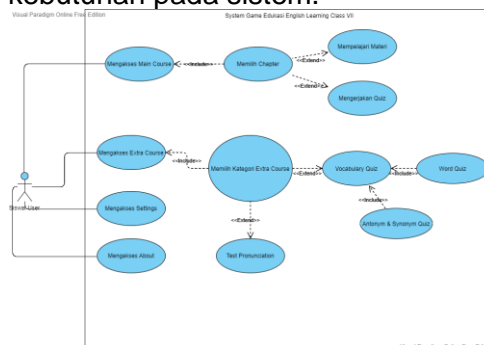 kebutuhan pada sistem.
Visual Paradigm Online Free Edition
System Game Edukasi English Learning Class VII
Mengakses Main Course
<<Include>>
Memilih Chapter
<<Extend>>
Mempelajari Materi
<<Extend>>
Mengerjakan Quiz
Mengakses Extra Course
<<Include>>
Memilih Kategori Extra Course
<<Extend>>
Vocabulary Quiz
<<Include>>
Word Quiz
<<Include>>
Antonym & Synonym Quiz
User
Mengakses Settings
<<Extend>>
Mengakses About
Test Pronunciation